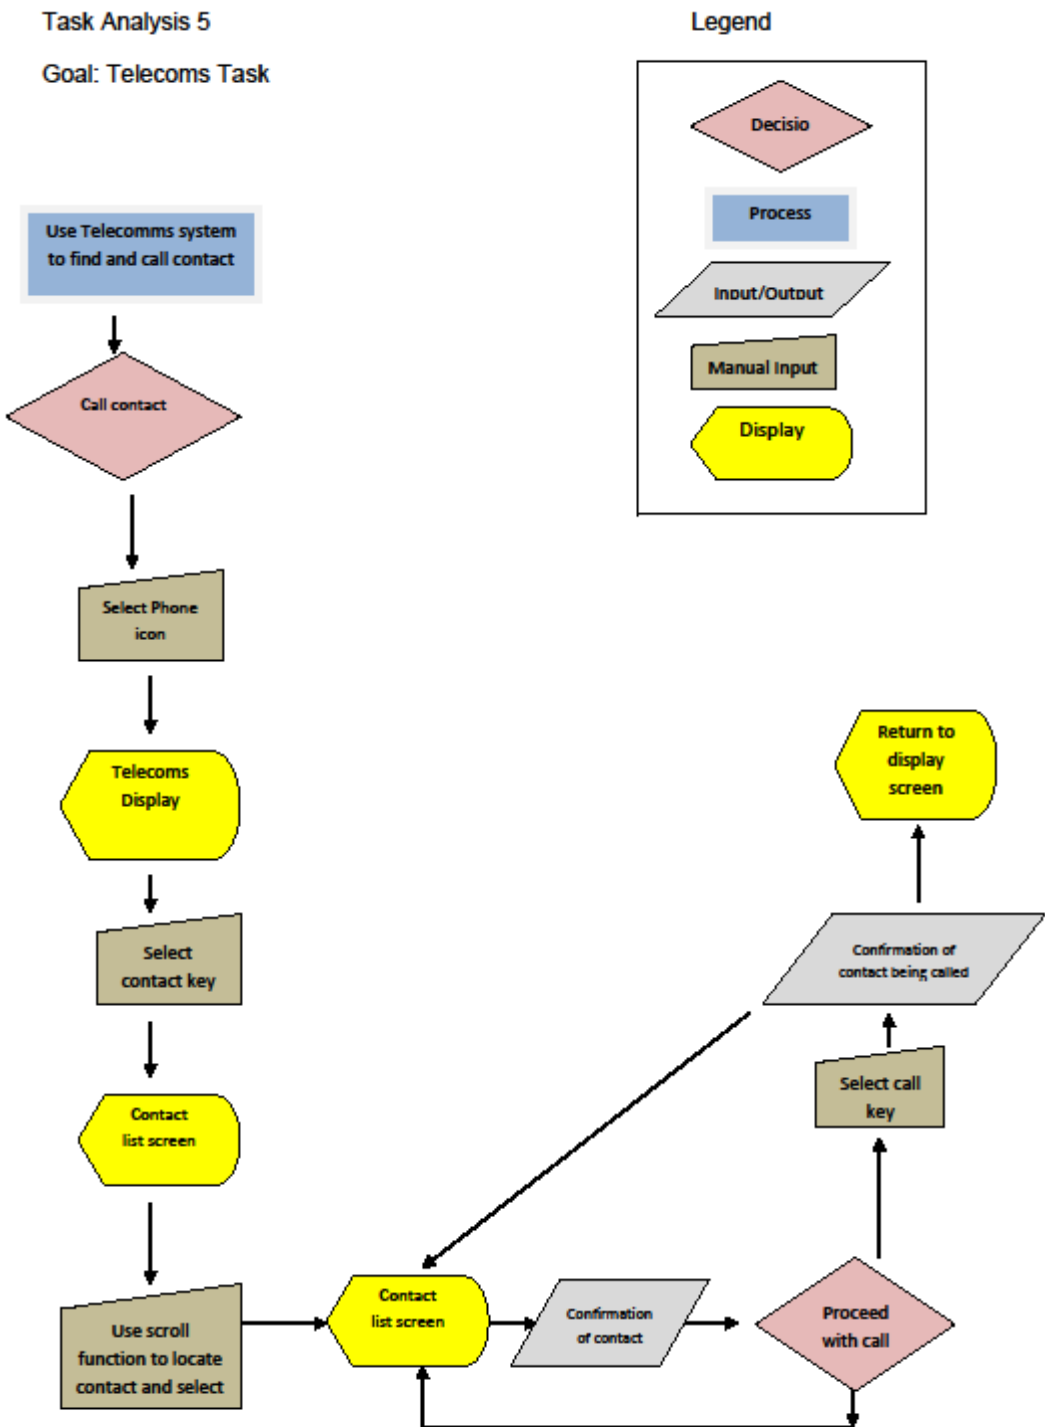 Task Analysis 5
Goal: Telecoms Task
Legend
Decisio
Process
Input/Output
Manual Input
Display
Use Telecomms system
to find and call contact
Call contact
Select Phone
icon
Telecoms
Display
Select
contact key
Contact
list screen
Use scroll
function to locate
contact and select
Contact
list screen
Confirmation
of contact
Proceed
with call
Select call
key
Confirmation of
contact being called
Return to
display
screen